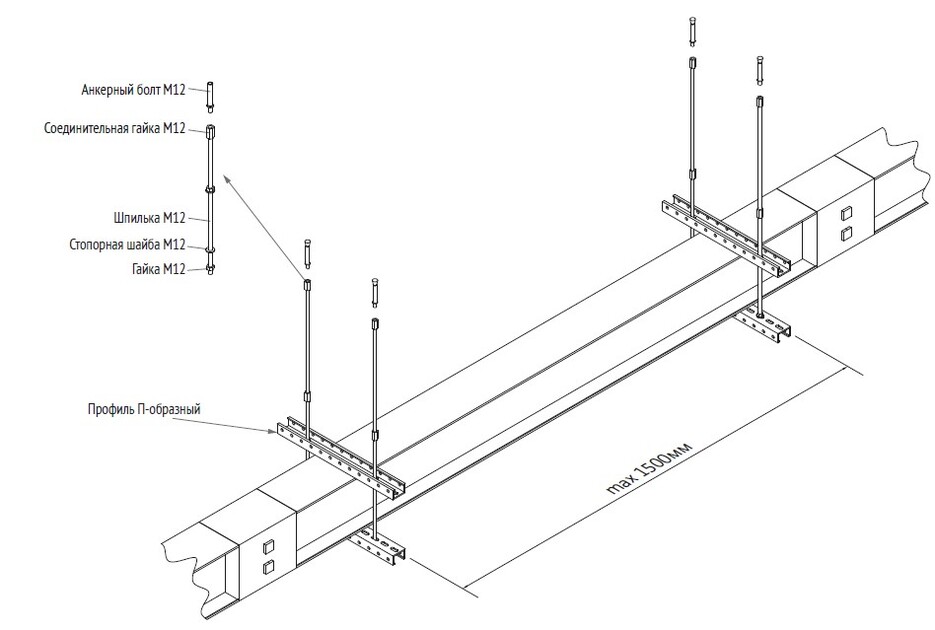 Анкерный болт М12
Соединительная гайка М12
Шпилька М12
Стопорная шайба М12
Гайка М12
Профиль П-образный
max 1500мм